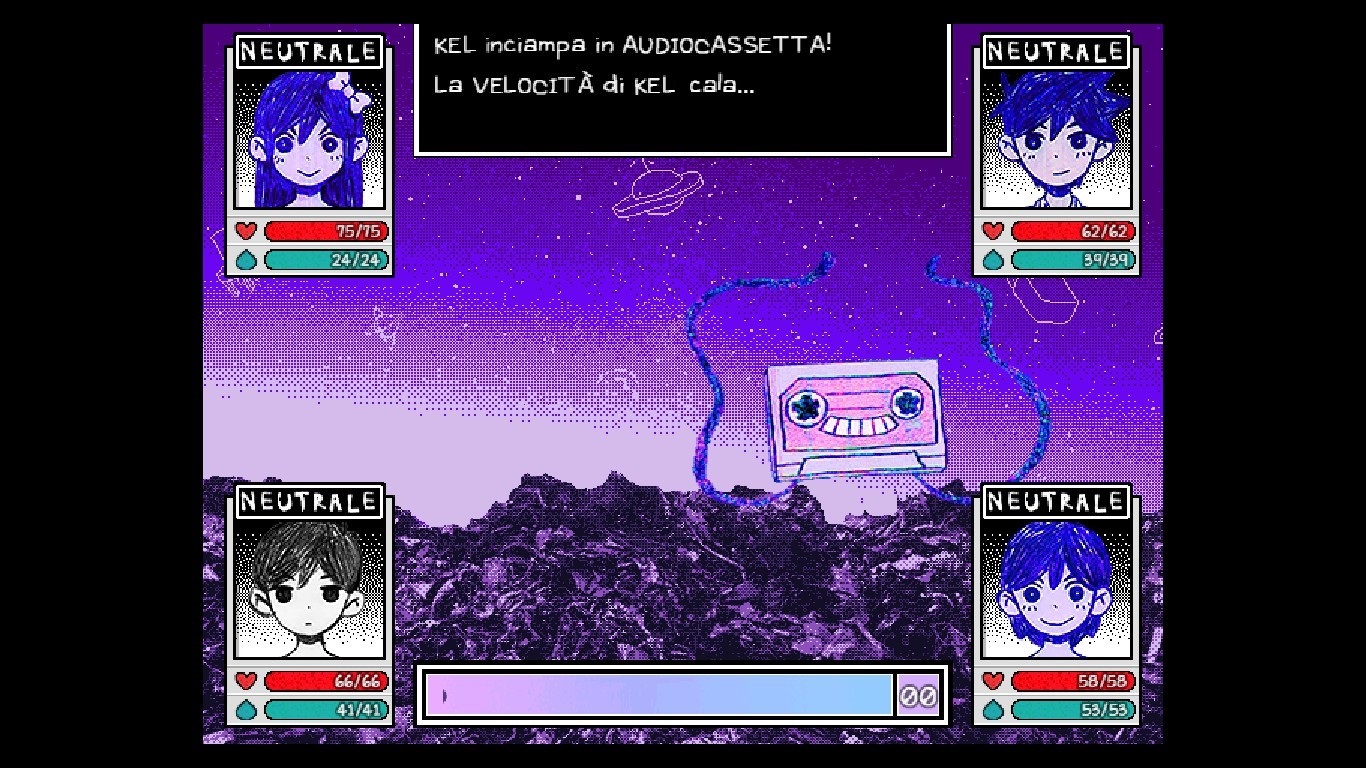 KEL inciampa in AUDIOCASSETTA!
La VELOCITÀ di KEL cala...
NEUTRALE
75/75
24/24
NEUTRALE
62/62
39/39
NEUTRALE
66/66
41/41
00
NEUTRALE
58/58
53/53